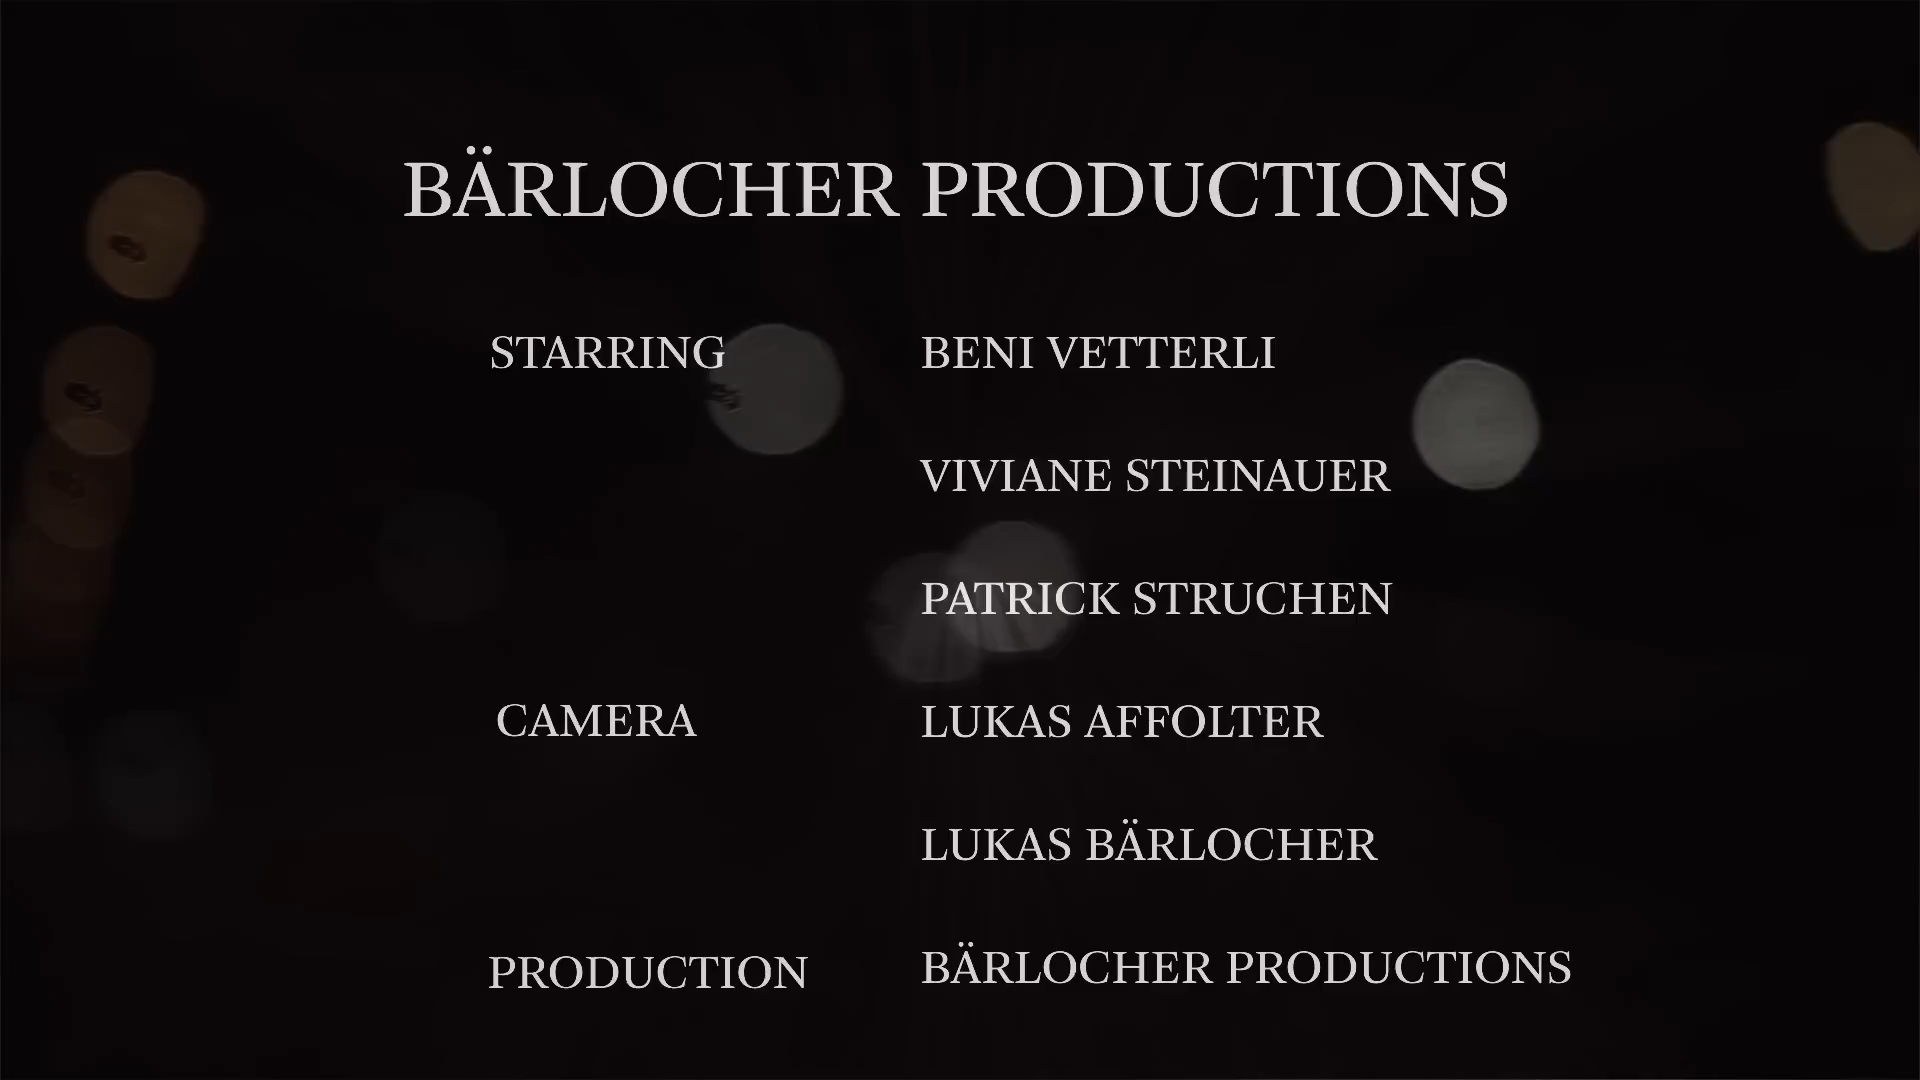 BÄRLOCHER PRODUCTIONS
STARRING BENI VETTERLI
VIVIANE STEINAUER
PATRICK STRUCHEN
CAMERA LUKAS AFFOLTER
LUKAS BÄRLOCHER
PRODUCTION BÄRLOCHER PRODUCTIONS